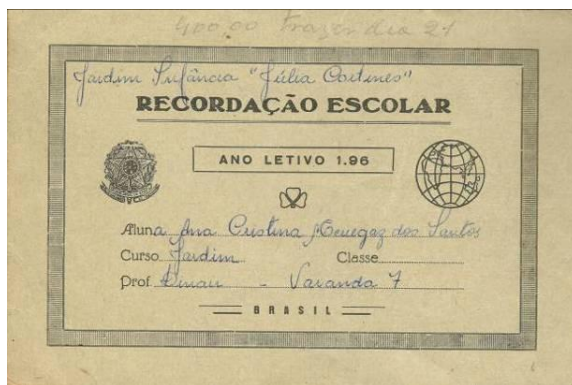 400,00 Trazer dia 21
Jardim Infância "Júlia Cortines"
RECORDAÇÃO ESCOLAR
ANO LETIVO 1.96
Aluna Ana Cristina dos Santos
Curso Jardim Classe
Prof. - Varanda 7
BRASIL